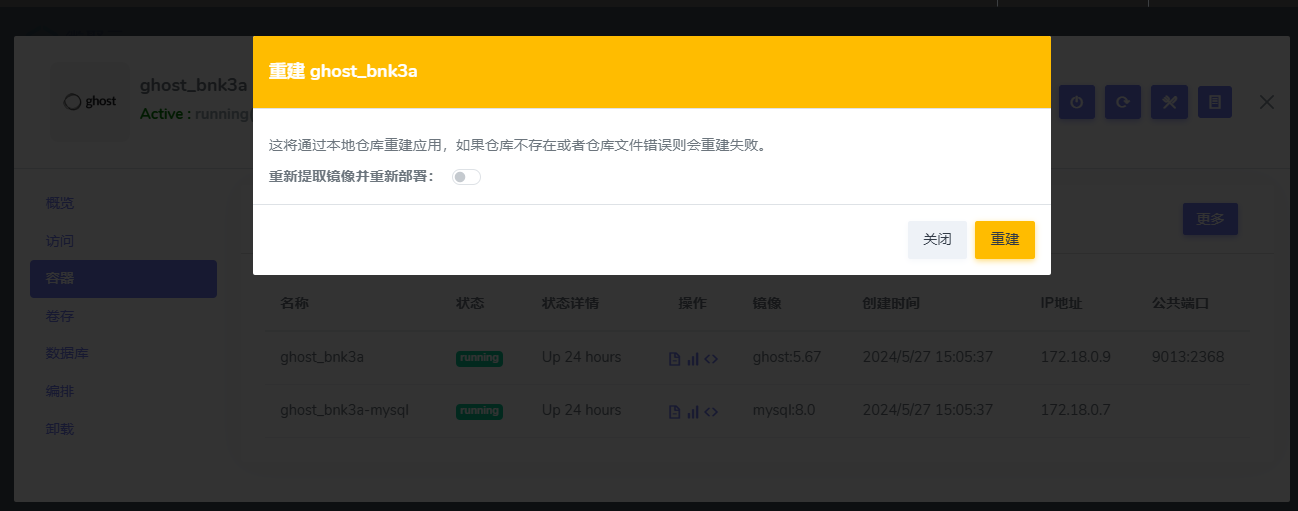 重建 ghost_bnk3a
ghost
ghost_bnk3a
Active : running(
这将通过本地仓库重建应用，如果仓库不存在或者仓库文件错误则会重建失败。
重新提取镜像并重新部署：
关闭 重建
概览
访问
容器
卷存
数据库
编排
卸载
更多
名称 状态 状态详情 操作 镜像 创建时间 IP地址 公共端口
ghost_bnk3a running Up 24 hours ghost:5.67 2024/5/27 15:05:37 172.18.0.9 9013:2368
ghost_bnk3a-mysql running Up 24 hours mysql:8.0 2024/5/27 15:05:37 172.18.0.7